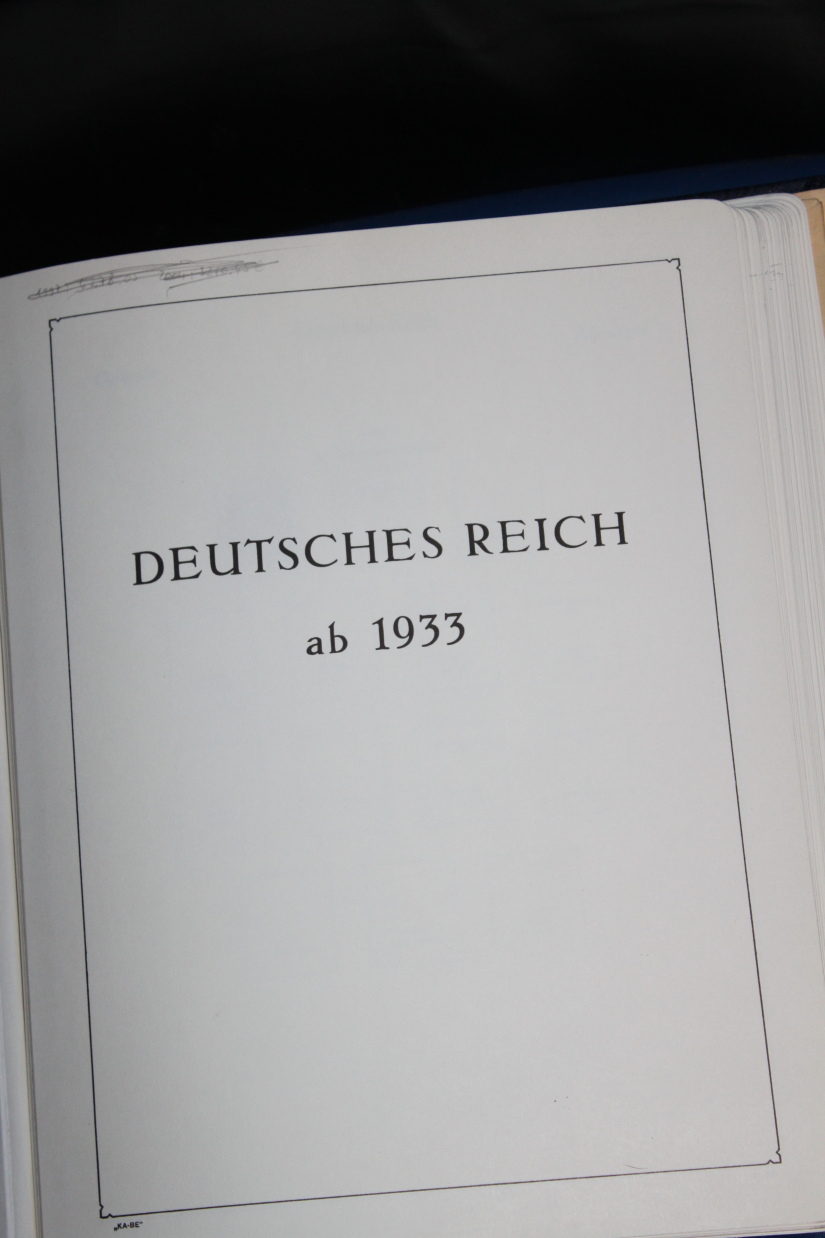 DEUTSCHES REICH
ab 1933
„KA-BE“